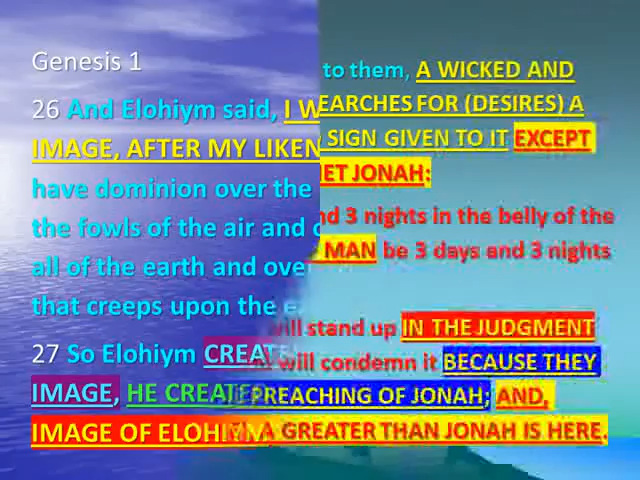 Genesis 1
26 And Elohiym said, I
IMAGE, AFTER MY LIKEN
have dominion over the
the fowls of the air and
all of the earth and ove
that creeps upon the
27 So Elohiym CREAT
IMAGE, HE CREATED
IMAGE OF ELOHIYM
to them, A WICKED AND
EARCHES FOR (DESIRES) A
SIGN GIVEN TO IT EXCEPT
ET JONAH:
nd 3 nights in the belly of the
MAN be 3 days and 3 nights
will stand up IN THE JUDGMENT
will condemn it BECAUSE THEY
PREACHING OF JONAH; AND,
A GREATER THAN JONAH IS HERE.